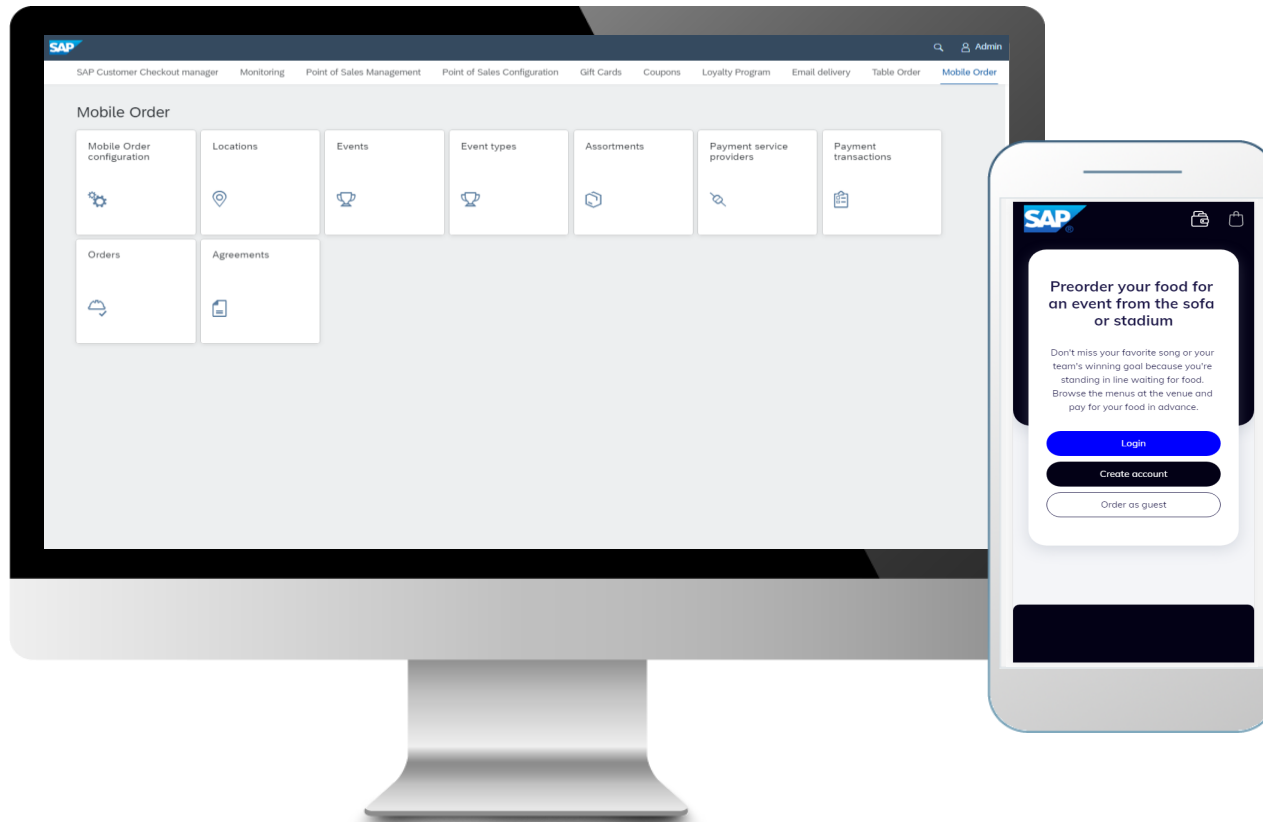 SAP
Admin
SAP Customer Checkout manager Monitoring Point of Sales Management Point of Sales Configuration Gift Cards Coupons Loyalty Program Email delivery Table Order Mobile Order
Mobile Order
Mobile Order
configuration
Locations
Events
Event types
Assortments
Payment service
providers
Payment
transactions
Orders
Agreements
SAP®
Preorder your food for
an event from the sofa
or stadium
Don't miss your favorite song or your
team's winning goal because you're
standing in line waiting for food.
Browse the menus at the venue and
pay for your food in advance.
Login
Create account
Order as guest